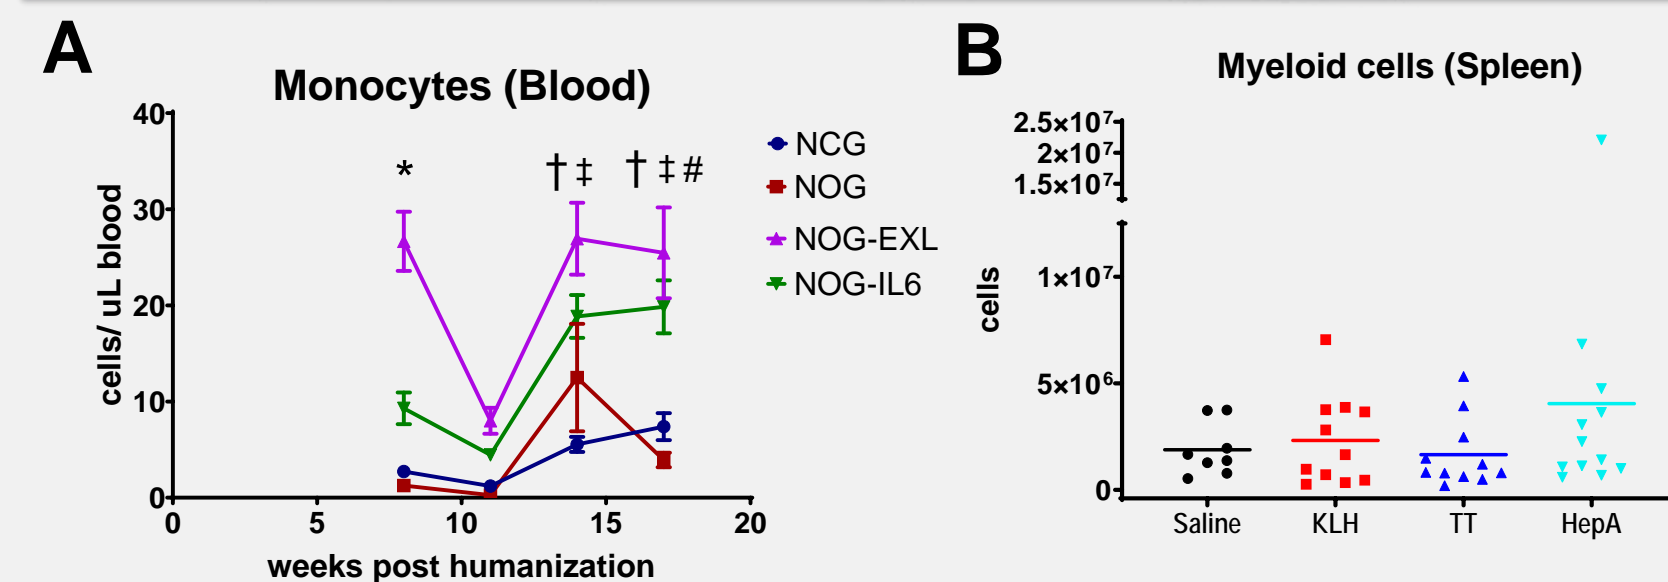 A
Monocytes (Blood)
40
30
20
10
0
cells/ uL blood
* † ‡ † ‡ #
0 5 10 15 20
weeks post humanization
NCG
NOG
NOG-EXL
NOG-IL6
B
Myeloid cells (Spleen)
2.5×10⁷
2×10⁷
1.5×10⁷
1×10⁷
5×10⁶
0
cells
Saline KLH TT HepA